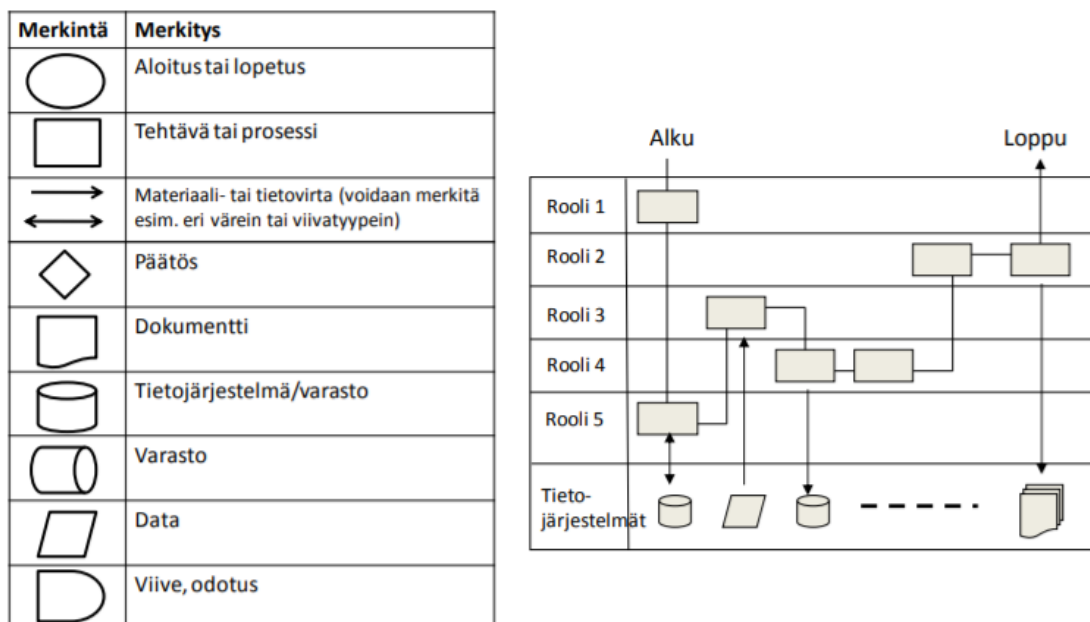 Merkintä Merkitys
Aloitus tai lopetus
Tehtävä tai prosessi
Materiaali- tai tietovirta (voidaan merkitä
esim. eri värein tai viivatyypein)
Päätös
Dokumentti
Tietojärjestelmä/varasto
Varasto
Data
Viive, odotus
Alku Loppu
Rooli 1
Rooli 2
Rooli 3
Rooli 4
Rooli 5
Tieto-
järjestelmät